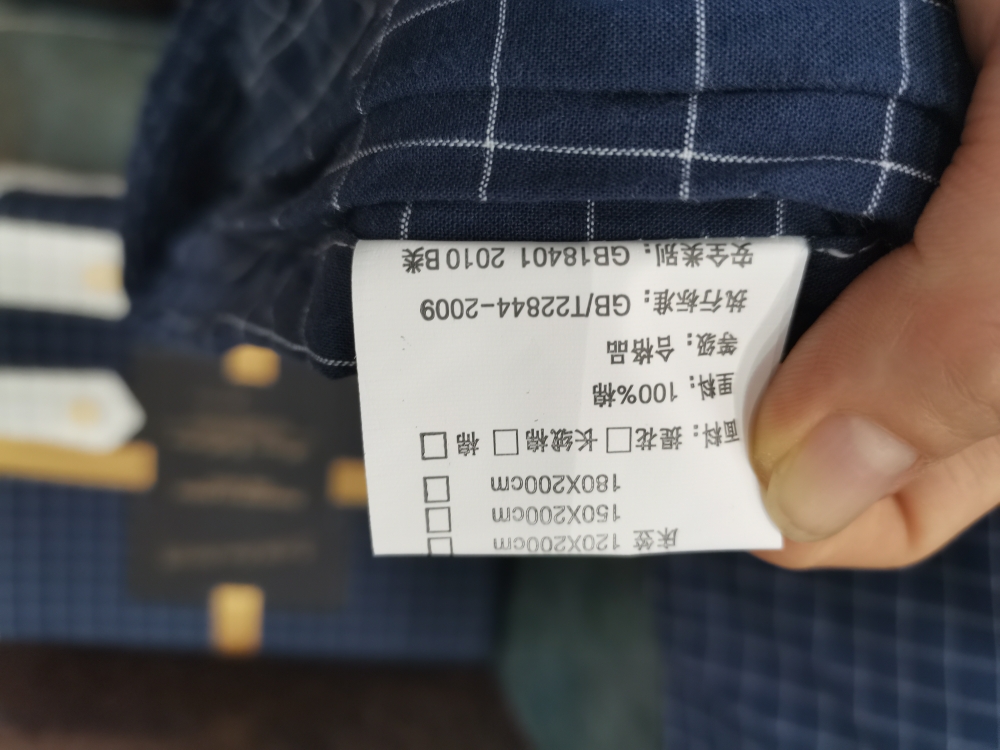 床笠 120X200cm □
150X200cm □
180X200cm □
面料：提花□ 长绒棉□ 棉 □
里料：100%棉
等级：合格品
执行标准：GB/T22844-2009
安全类别：GB18401 2010 B类